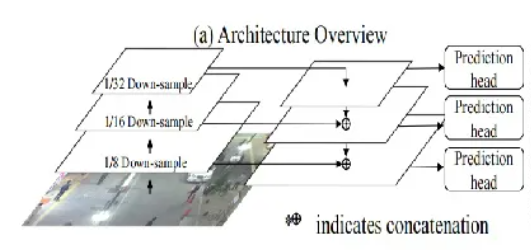 (a) Architecture Overview
1/32 Down-sample
1/16 Down-sample
1/8 Down-sample
Prediction
head
Prediction
head
Prediction
head
indicates concatenation